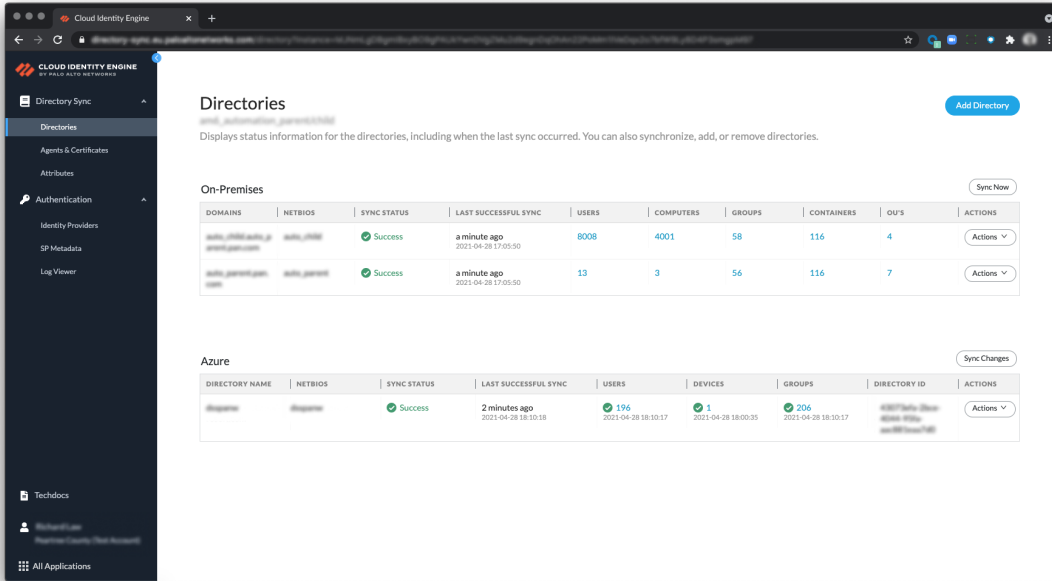 Cloud Identity Engine
CLOUD IDENTITY ENGINE
BY PALO ALTO NETWORKS
Directory Sync
Directories
Agents & Certificates
Attributes
Authentication
Identity Providers
SP Metadata
Log Viewer
Techdocs
All Applications
Directories
Add Directory
Displays status information for the directories, including when the last sync occurred. You can also synchronize, add, or remove directories.
On-Premises
Sync Now
DOMAINS NETBIOS SYNC STATUS LAST SUCCESSFUL SYNC USERS COMPUTERS GROUPS CONTAINERS OU'S ACTIONS
Success a minute ago 8008 4001 58 116 4 Actions
2021-04-28 17:05:50
Success a minute ago 13 3 56 116 7 Actions
2021-04-28 17:05:50
Azure
Sync Changes
DIRECTORY NAME NETBIOS SYNC STATUS LAST SUCCESSFUL SYNC USERS DEVICES GROUPS DIRECTORY ID ACTIONS
Success 2 minutes ago 196 1 206 Actions
2021-04-28 18:10:18 2021-04-28 18:10:17 2021-04-28 18:00:35 2021-04-28 18:10:17